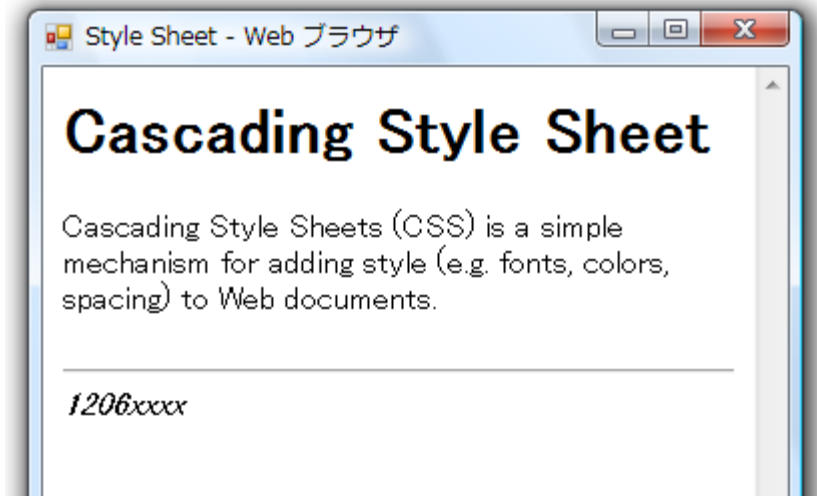 Style Sheet - Web ブラウザ
Cascading Style Sheet
Cascading Style Sheets (CSS) is a simple
mechanism for adding style (e.g. fonts, colors,
spacing) to Web documents.
1206xxxx